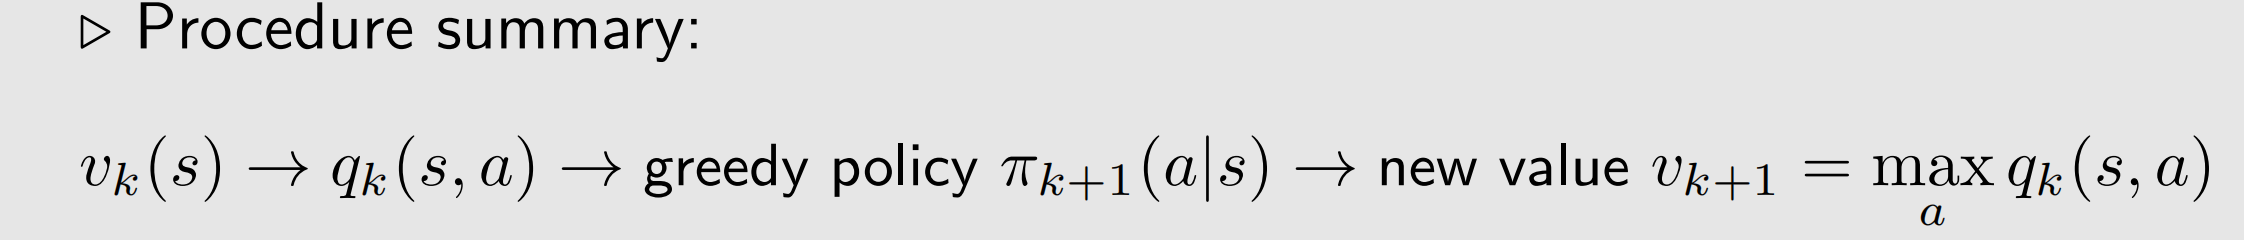 ▷ Procedure summary:
v_k(s) → q_k(s, a) → greedy policy π_{k+1}(a|s) → new value v_{k+1} = max_a q_k(s, a)